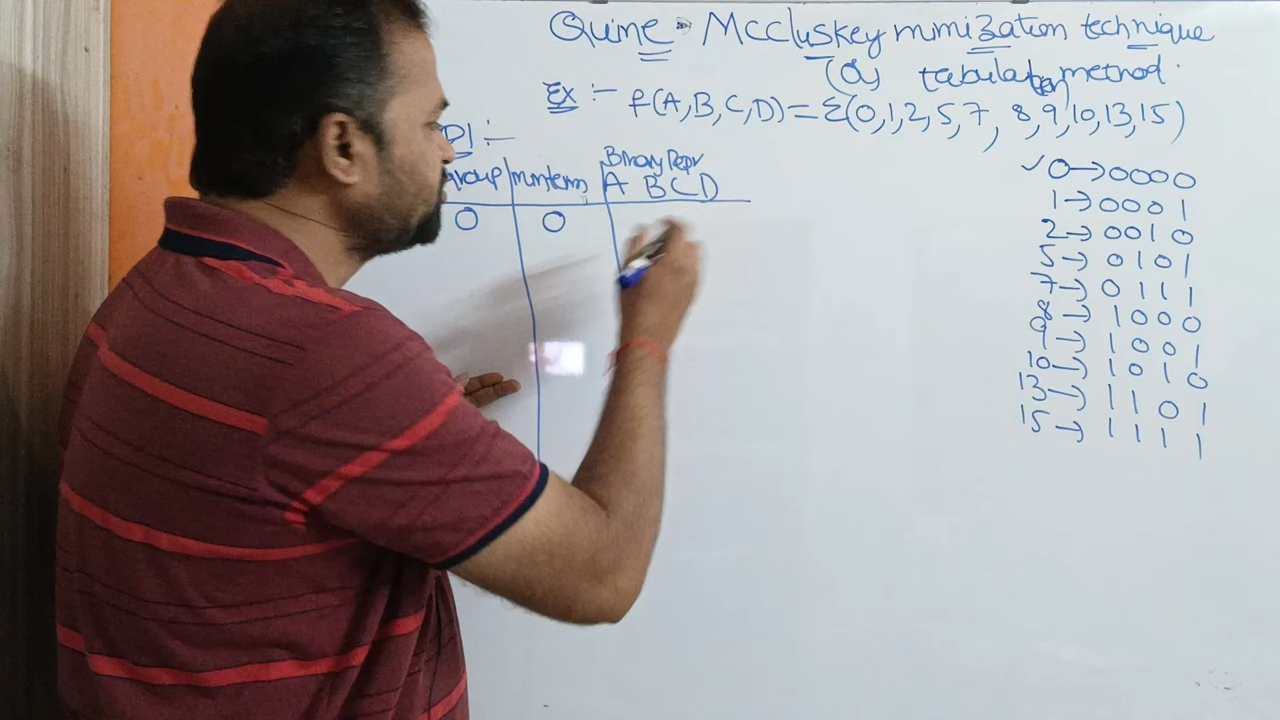 Quine - Mccluskey mimization technique
(or) tabulation method.
Ex :- f(A,B,C,D) = Σ(0,1,2,5,7, 8,9,10,13,15)
PI :-
group minterm Binary Repr
A B C D
0 0
✓ 0 → 0000
1 → 0001
2 → 0010
5 → 0101
7 → 0111
8 → 1000
9 → 1001
10 → 1010
13 → 1101
15 → 1111